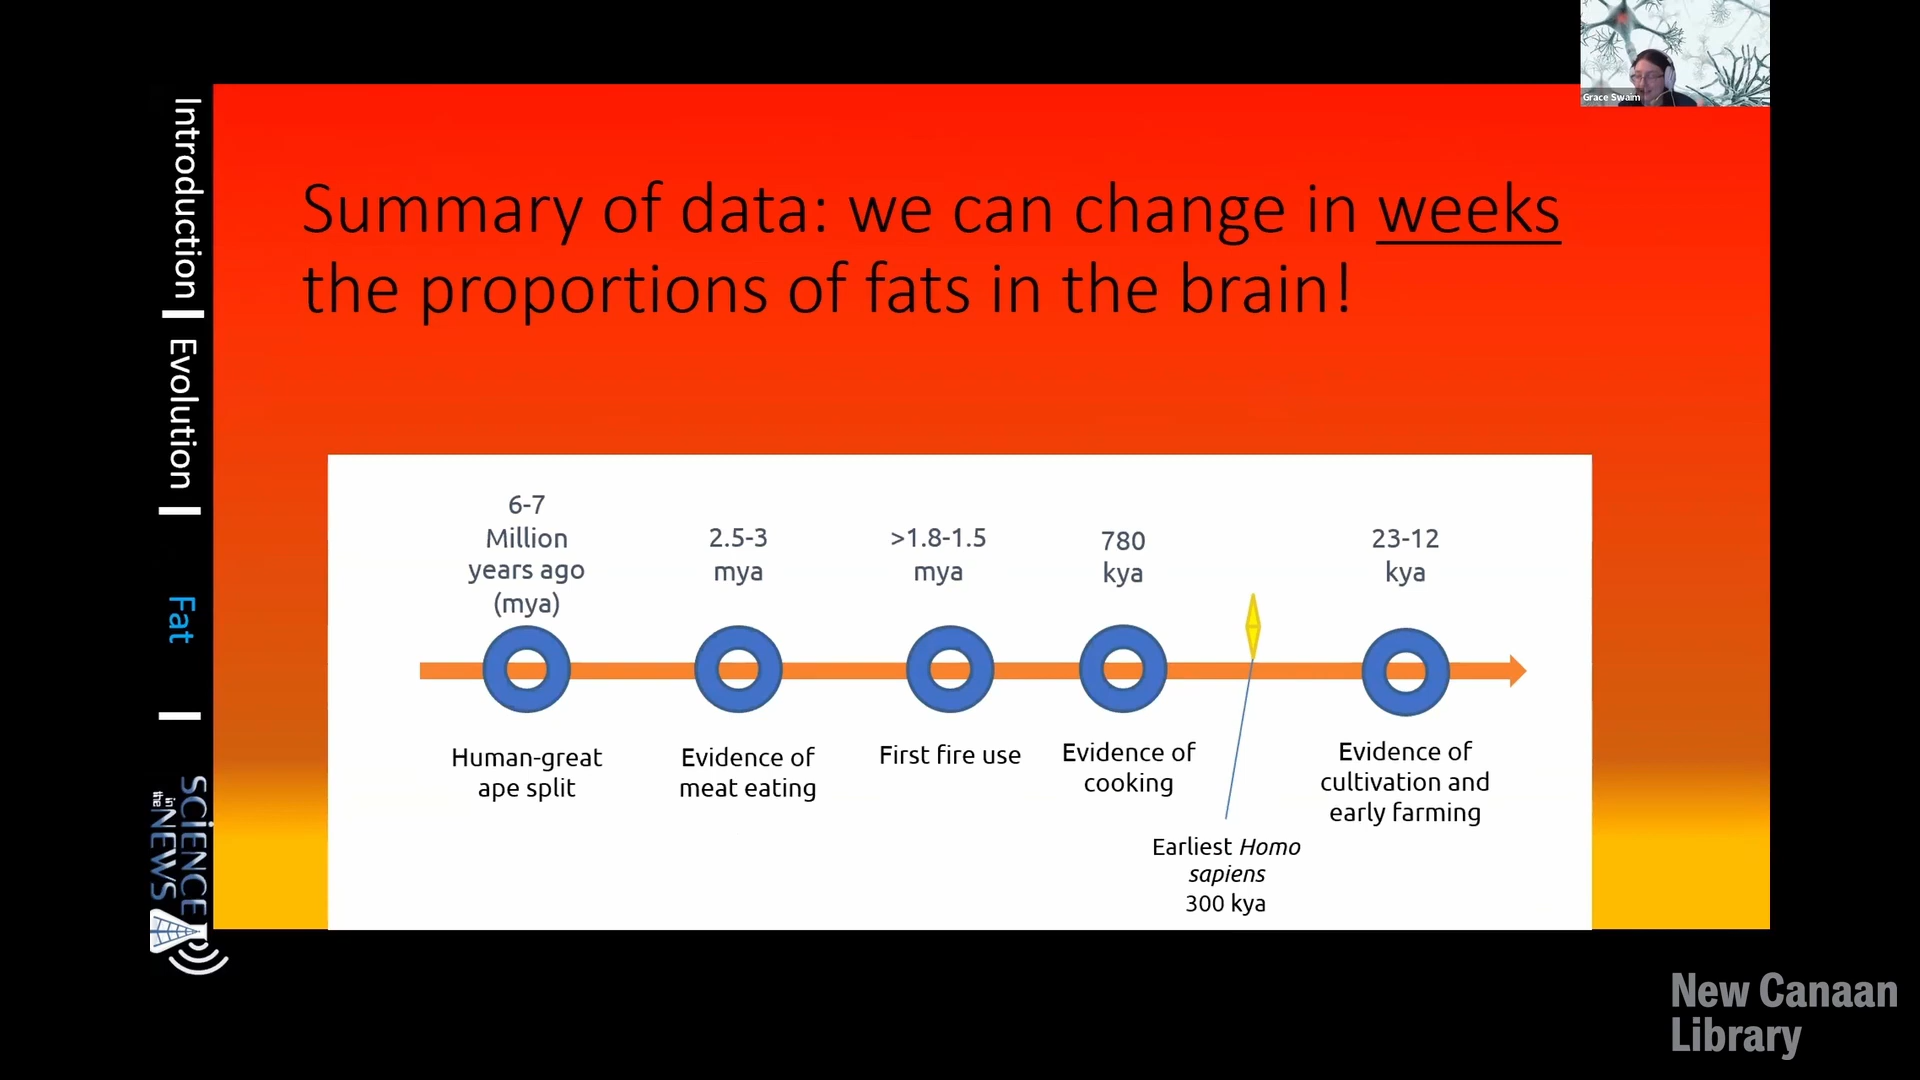 Grace Swaim
Introduction
Evolution
Fat
SCIENCE
in
the
NEWS
Summary of data: we can change in weeks
the proportions of fats in the brain!
6-7
Million
years ago
(mya)
2.5-3
mya
>1.8-1.5
mya
780
kya
23-12
kya
Human-great
ape split
Evidence of
meat eating
First fire use
Evidence of
cooking
Earliest Homo
sapiens
300 kya
Evidence of
cultivation and
early farming
New Canaan
Library